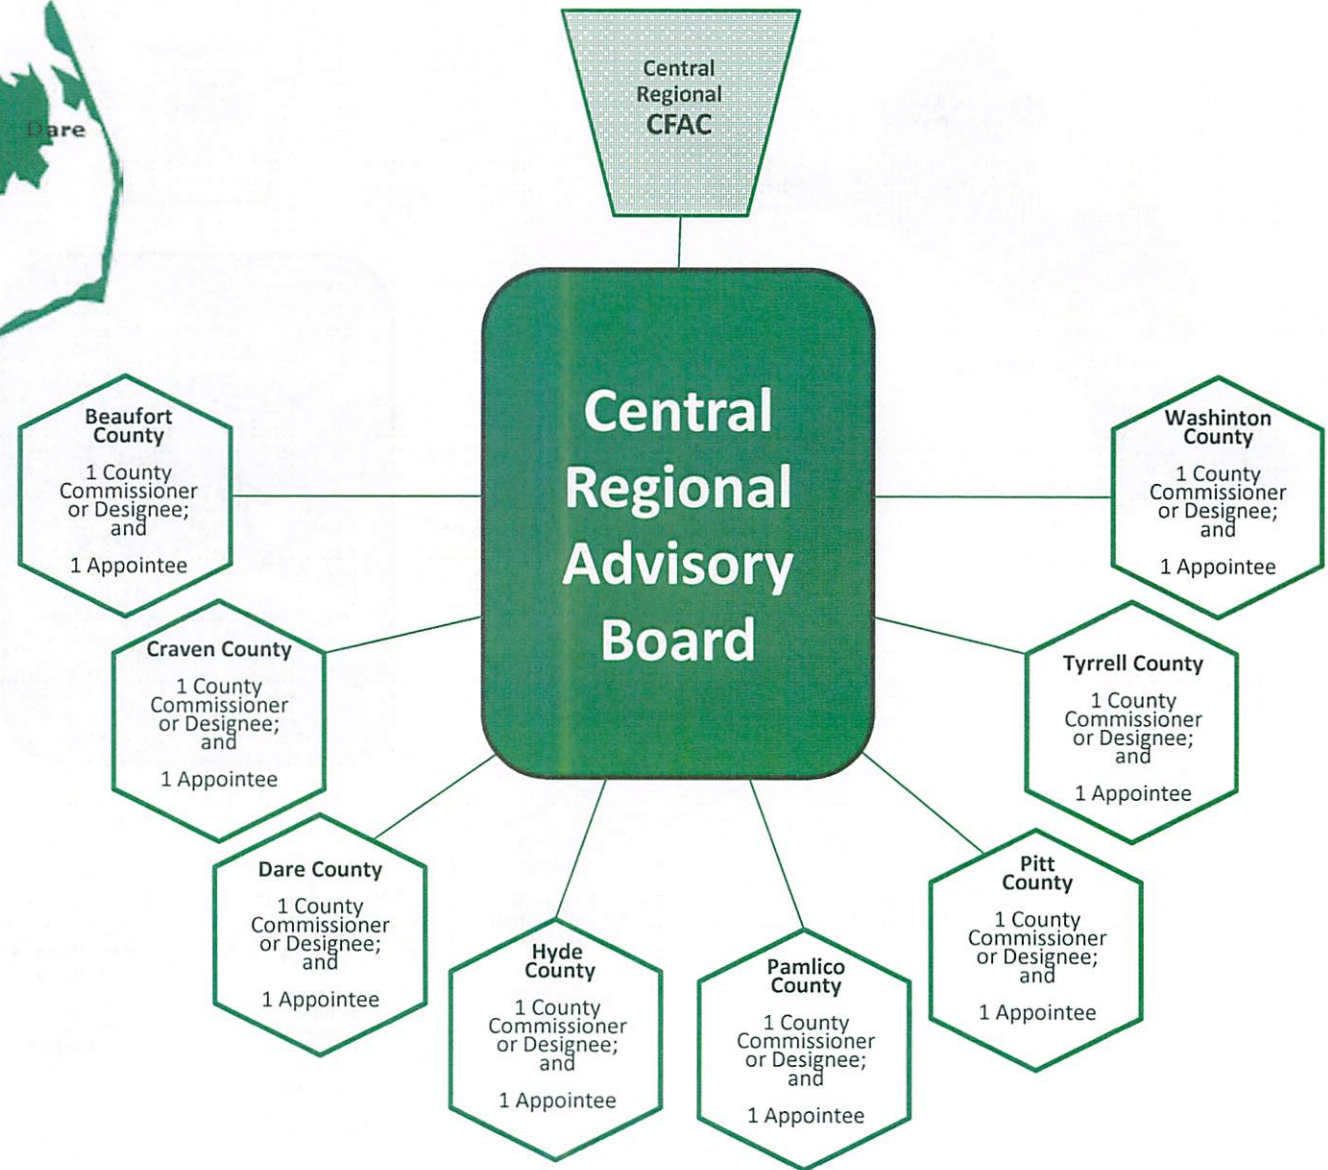 Dare
Central
Regional
CFAC
Central
Regional
Advisory
Board
Beaufort
County
1 County
Commissioner
or Designee;
and
1 Appointee
Washinton
County
1 County
Commissioner
or Designee;
and
1 Appointee
Craven County
1 County
Commissioner
or Designee;
and
1 Appointee
Tyrrell County
1 County
Commissioner
or Designee;
and
1 Appointee
Dare County
1 County
Commissioner
or Designee;
and
1 Appointee
Pitt
County
1 County
Commissioner
or Designee;
and
1 Appointee
Hyde
County
1 County
Commissioner
or Designee;
and
1 Appointee
Pamlico
County
1 County
Commissioner
or Designee;
and
1 Appointee